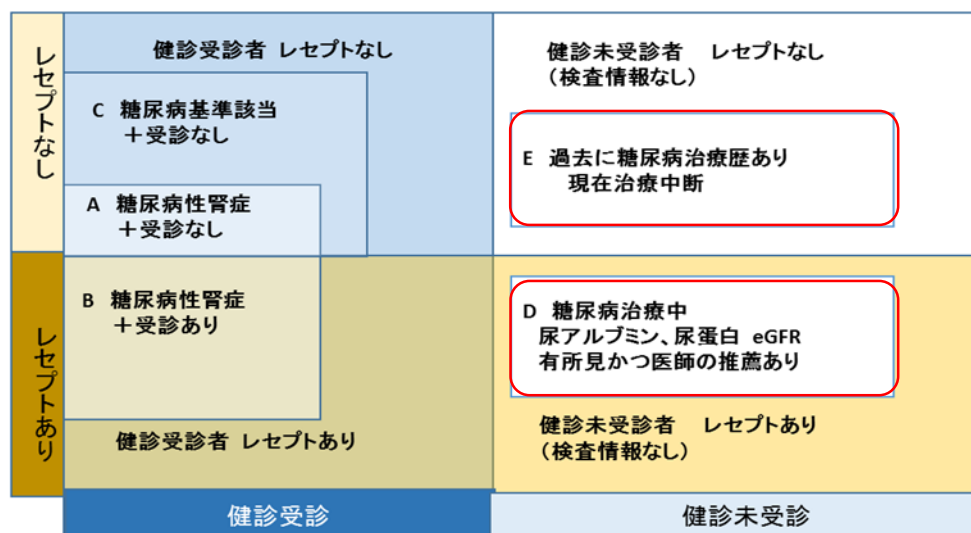 レセプトなし
健診受診者 レセプトなし
C 糖尿病基準該当
＋受診なし
A 糖尿病性腎症
＋受診なし
健診未受診者 レセプトなし
（検査情報なし）
E 過去に糖尿病治療歴あり
現在治療中断
レセプトあり
B 糖尿病性腎症
＋受診あり
健診受診者 レセプトあり
D 糖尿病治療中
尿アルブミン、尿蛋白 eGFR
有所見かつ医師の推薦あり
健診未受診者 レセプトあり
（検査情報なし）
健診受診
健診未受診